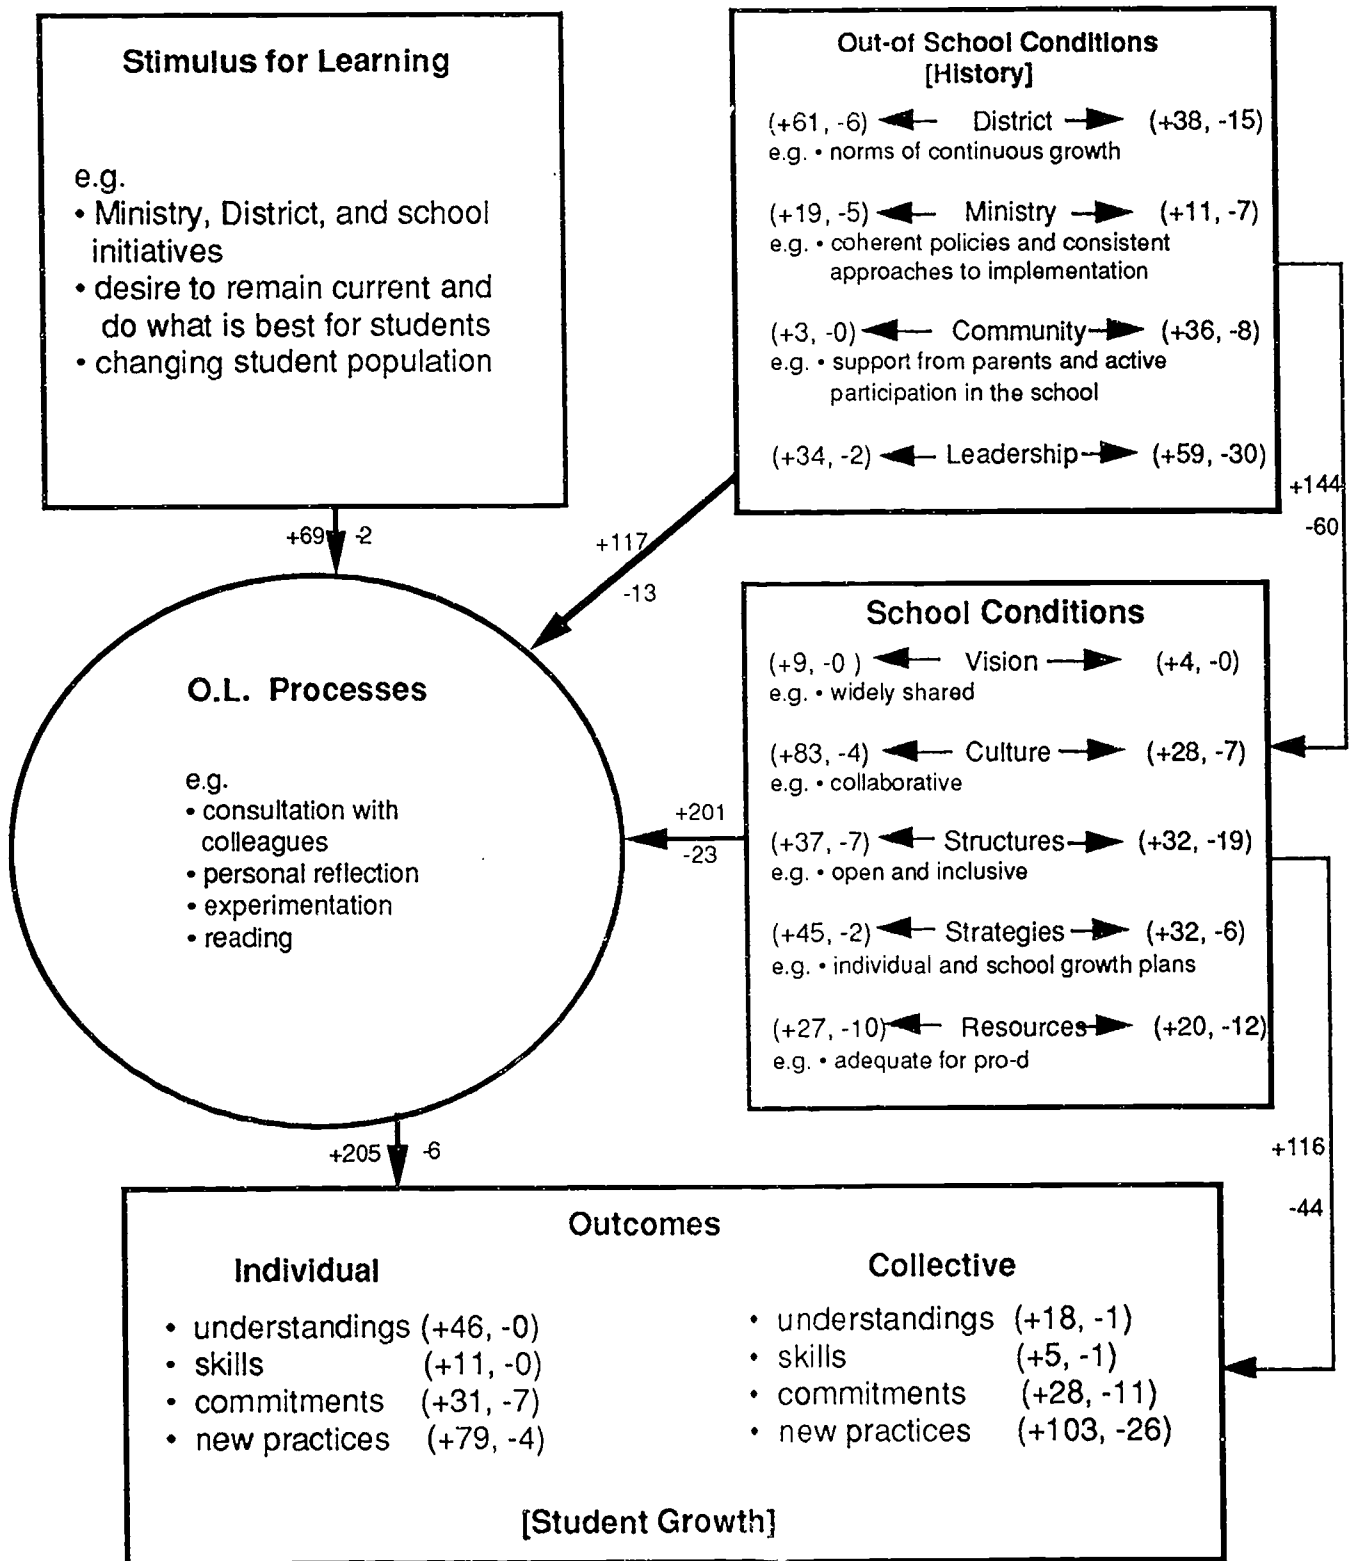 Stimulus for Learning
e.g.
• Ministry, District, and school
initiatives
• desire to remain current and
do what is best for students
• changing student population
Out-of School Conditions
[History]
(+61, -6) District (+38, -15)
e.g. • norms of continuous growth
(+19, -5) Ministry (+11, -7)
e.g. • coherent policies and consistent
approaches to implementation
(+3, -0) Community (+36, -8)
e.g. • support from parents and active
participation in the school
(+34, -2) Leadership (+59, -30)
+144
-60
+69 -2
+117
-13
School Conditions
(+9, -0 ) Vision (+4, -0)
e.g. • widely shared
(+83, -4) Culture (+28, -7)
e.g. • collaborative
(+37, -7) Structures (+32, -19)
e.g. • open and inclusive
(+45, -2) Strategies (+32, -6)
e.g. • individual and school growth plans
(+27, -10) Resources (+20, -12)
e.g. • adequate for pro-d
O.L. Processes
e.g.
• consultation with
colleagues
• personal reflection
• experimentation
• reading
+201
-23
+205 -6
+116
-44
Outcomes
Individual
• understandings (+46, -0)
• skills (+11, -0)
• commitments (+31, -7)
• new practices (+79, -4)
Collective
• understandings (+18, -1)
• skills (+5, -1)
• commitments (+28, -11)
• new practices (+103, -26)
[Student Growth]